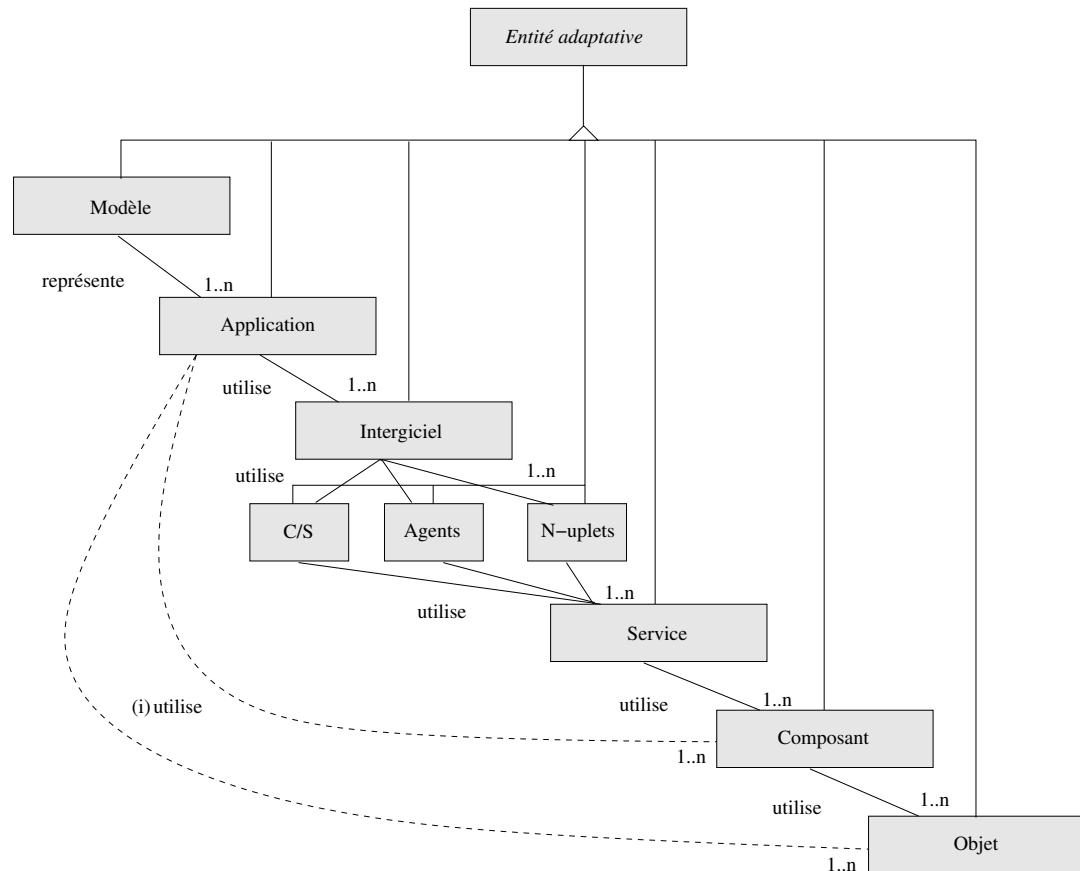 Entité adaptative
Modèle
représente
1..n
Application
utilise
1..n
Intergiciel
utilise
1..n
C/S
Agents
N−uplets
1..n
utilise
Service
(i) utilise
utilise
1..n
Composant
1..n
utilise
1..n
Objet
1..n